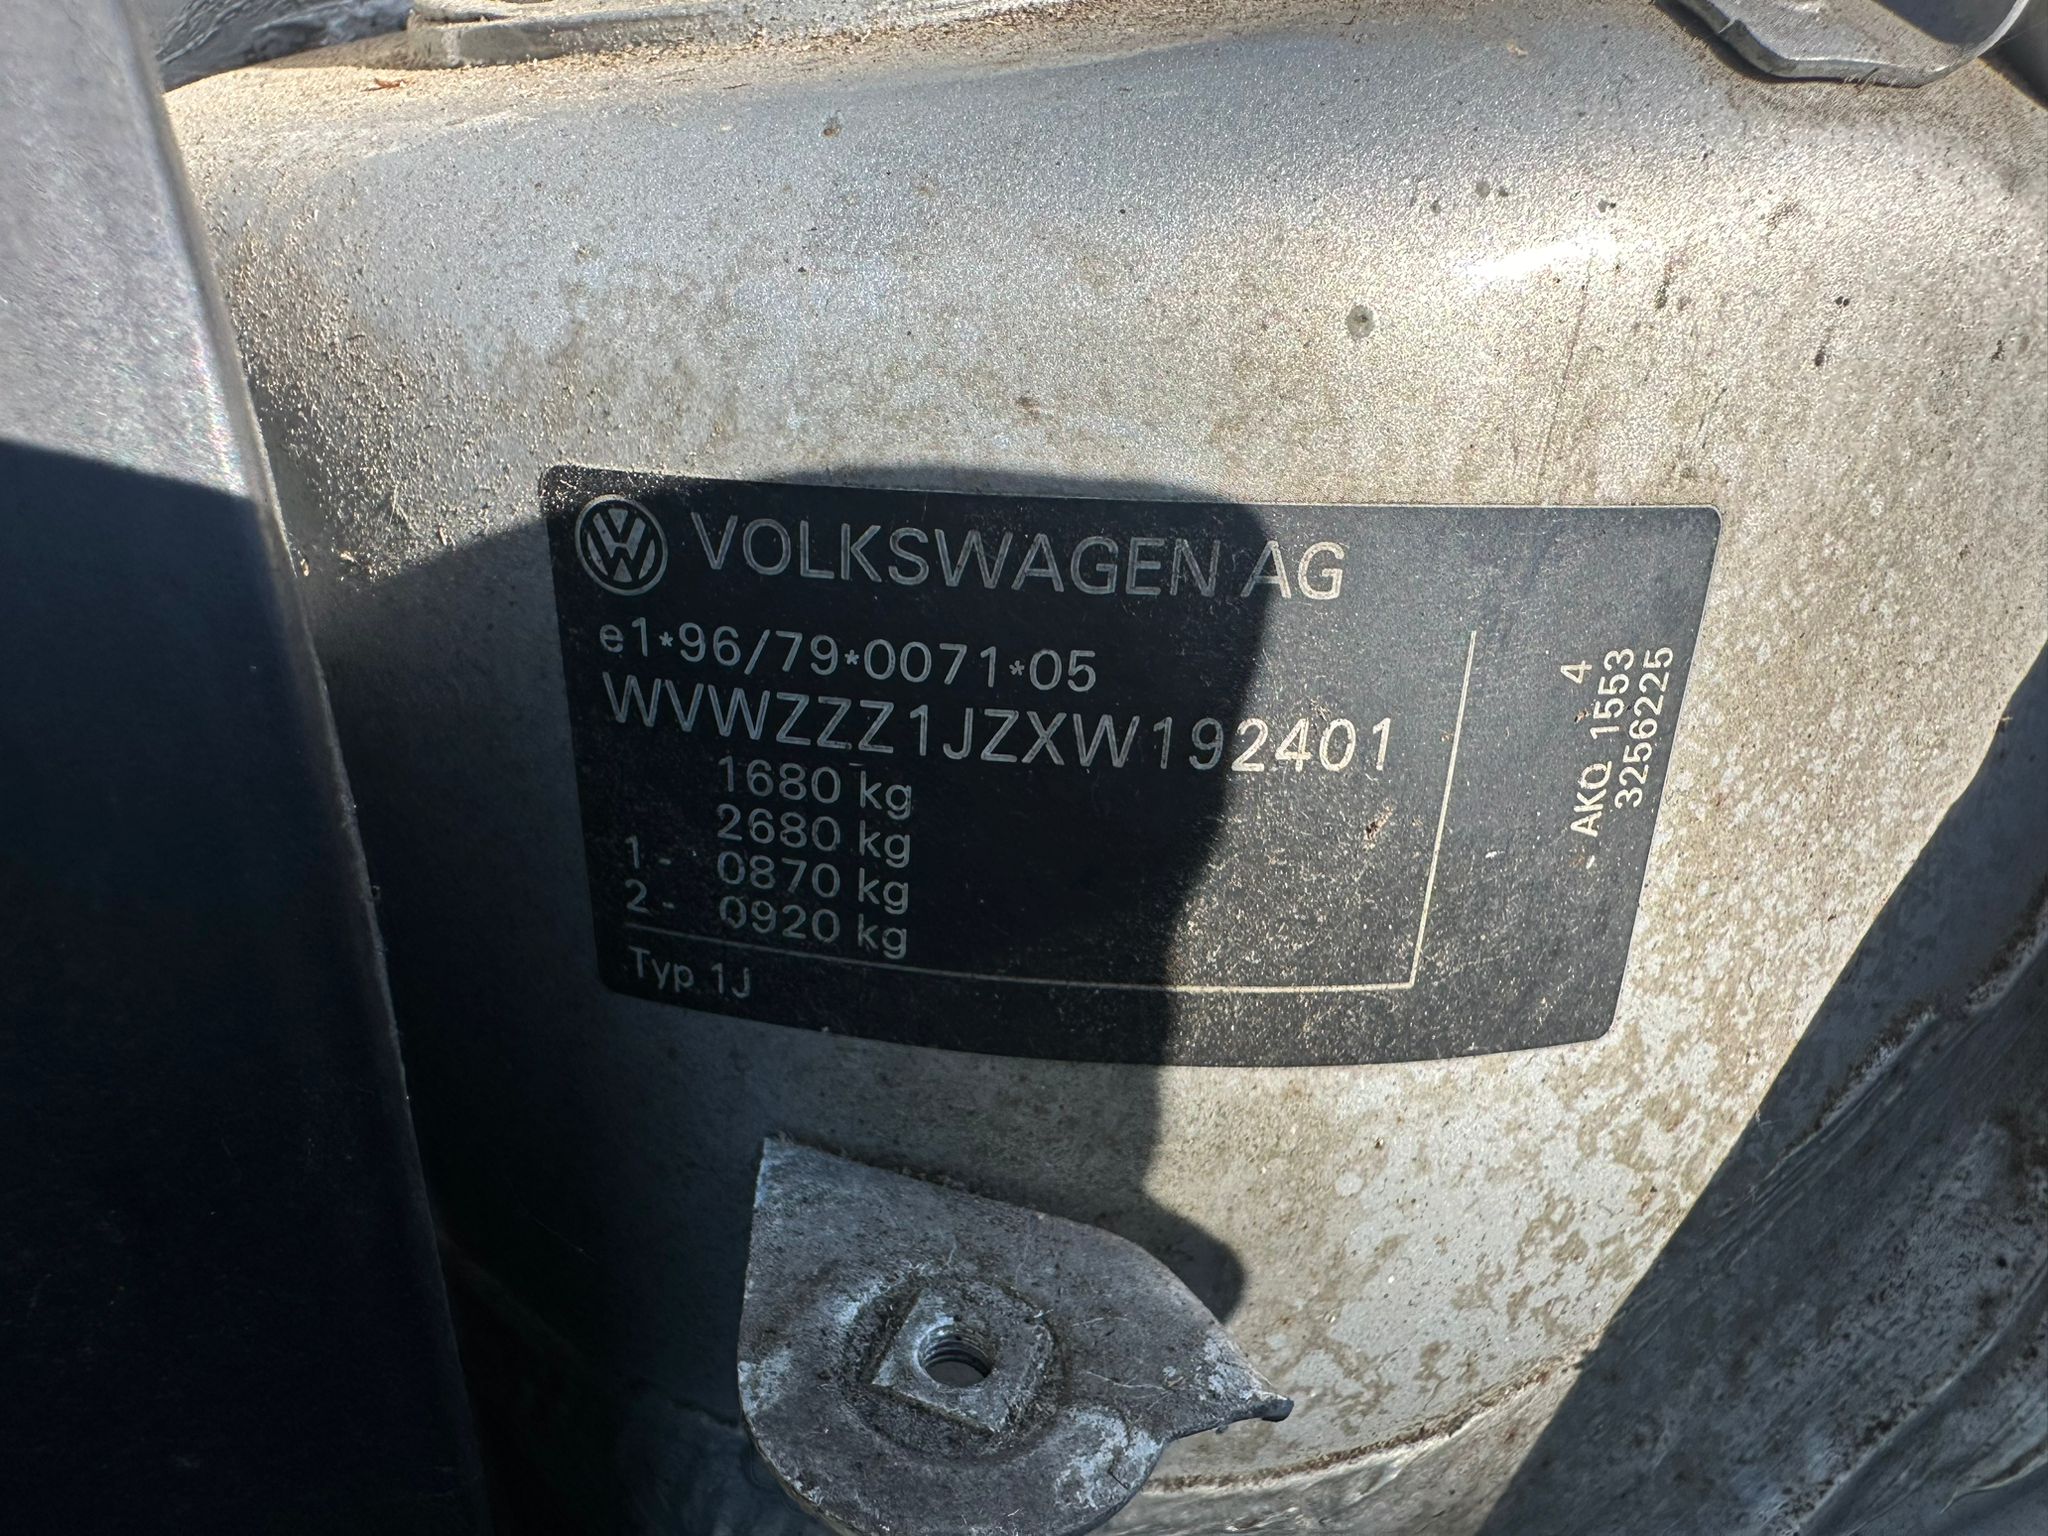 VOLKSWAGEN AG
e1*96/79*0071*05
WVWZZZ1JZXW192401
1680 kg
2680 kg
1 - 0870 kg
2 - 0920 kg
Typ 1J
4
AKQ 1553
3256225